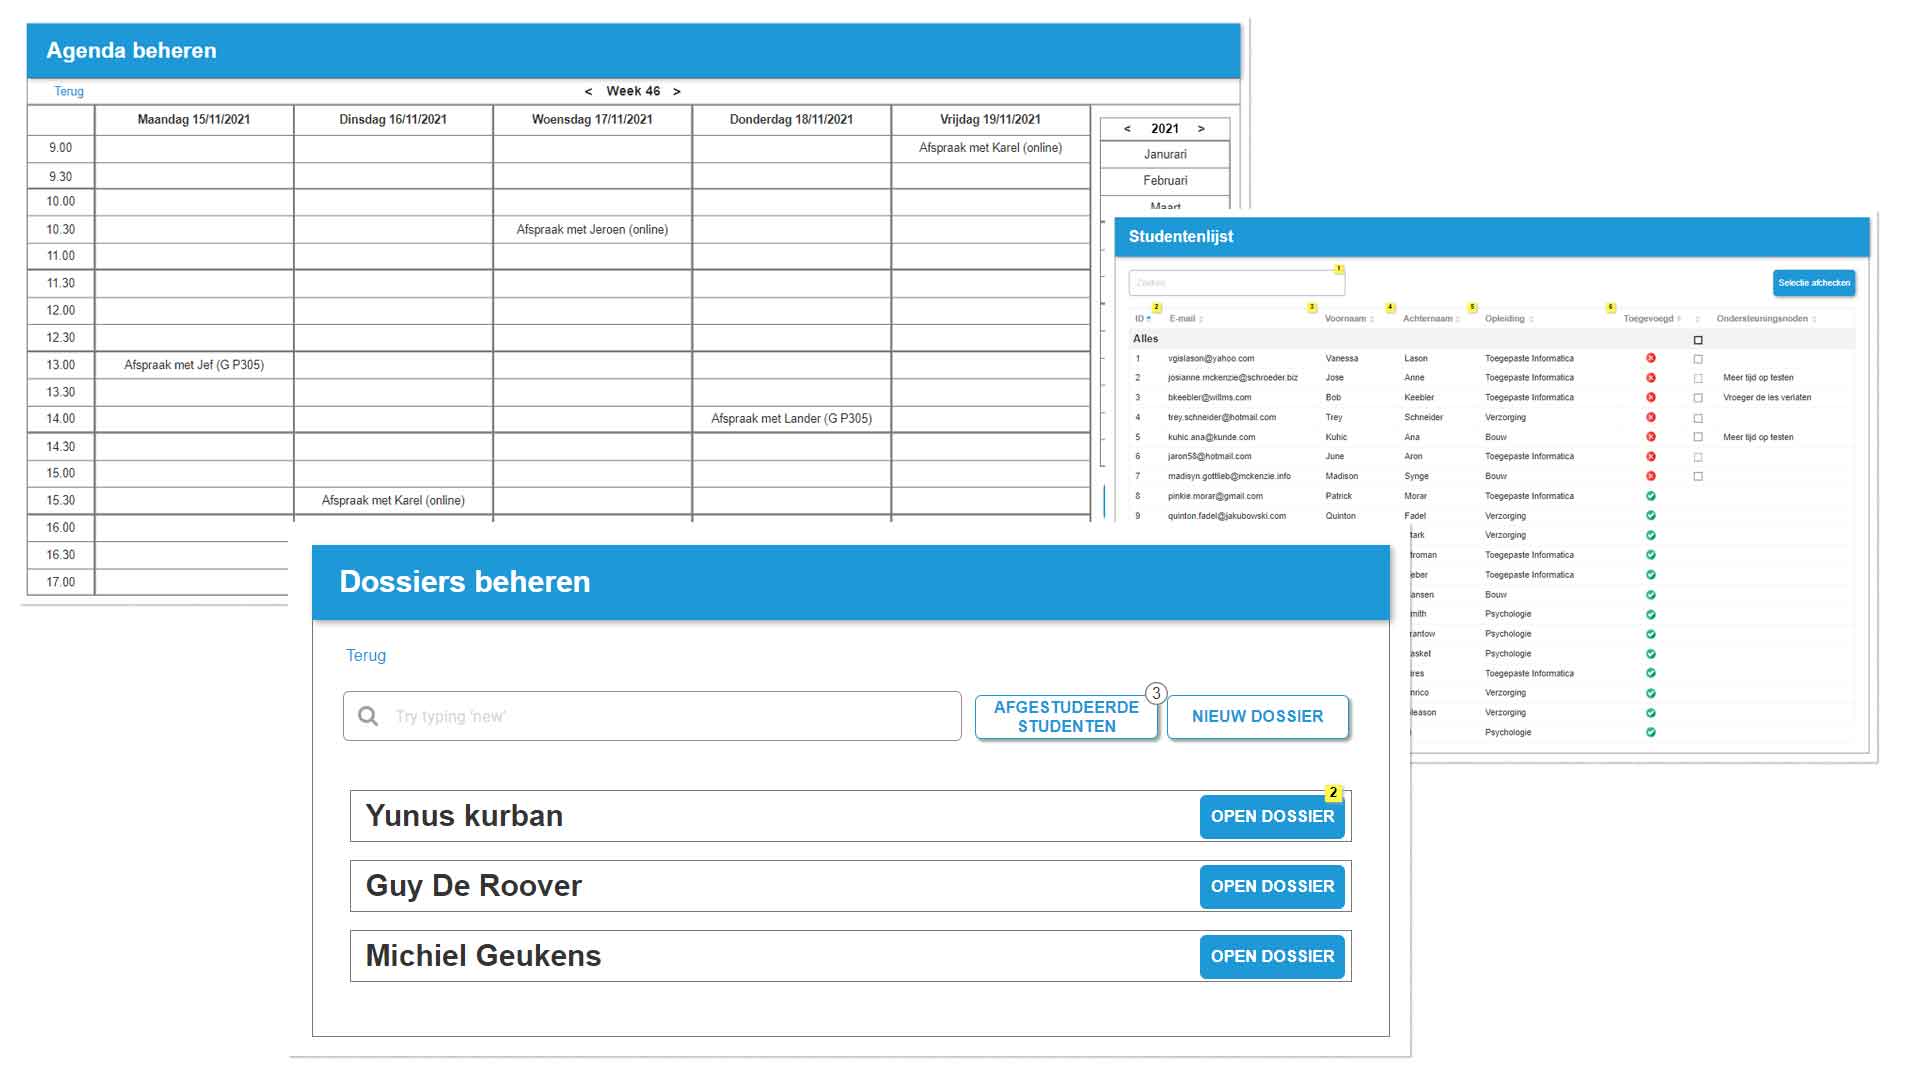 Agenda beheren
Terug
< Week 46 >
Maandag 15/11/2021 Dinsdag 16/11/2021 Woensdag 17/11/2021 Donderdag 18/11/2021 Vrijdag 19/11/2021
9.00 Afspraak met Karel (online)
9.30
10.00
10.30 Afspraak met Jeroen (online)
11.00
11.30
12.00
12.30
13.00 Afspraak met Jef (G P305)
13.30
14.00 Afspraak met Lander (G P305)
14.30
15.00
15.30 Afspraak met Karel (online)
16.00
16.30
17.00
< 2021 >
Janurari
Februari
Maart
Studentenlijst
1
Zoeken
Selectie afchecken
2 3 4 5 6
ID E-mail Voornaam Achternaam Opleiding Toegevoegd Ondersteuningsnoden
Alles
1 vgislason@yahoo.com Vanessa Lason Toegepaste Informatica
2 josianne.mckenzie@schroeder.biz Jose Anne Toegepaste Informatica Meer tijd op testen
3 bkeebler@willms.com Bob Keebler Toegepaste Informatica Vroeger de les verlaten
4 trey.schneider@hotmail.com Trey Schneider Verzorging
5 kuhic.ana@kunde.com Kuhic Ana Bouw Meer tijd op testen
6 jaron58@hotmail.com June Aron Toegepaste Informatica
7 madisyn.gottlieb@mckenzie.info Madison Synge Bouw
8 pinkie.morar@gmail.com Patrick Morar Toegepaste Informatica
9 quinton.fadel@jakubowski.com Quinton Fadel Verzorging
tark Verzorging
troman Toegepaste Informatica
eber Toegepaste Informatica
ansen Bouw
mith Psychologie
rantow Psychologie
asket Psychologie
ires Toegepaste Informatica
nrico Verzorging
leason Verzorging
Psychologie
Dossiers beheren
Terug
Try typing 'new'
AFGESTUDEERDE
STUDENTEN
3
NIEUW DOSSIER
2
Yunus kurban OPEN DOSSIER
Guy De Roover OPEN DOSSIER
Michiel Geukens OPEN DOSSIER